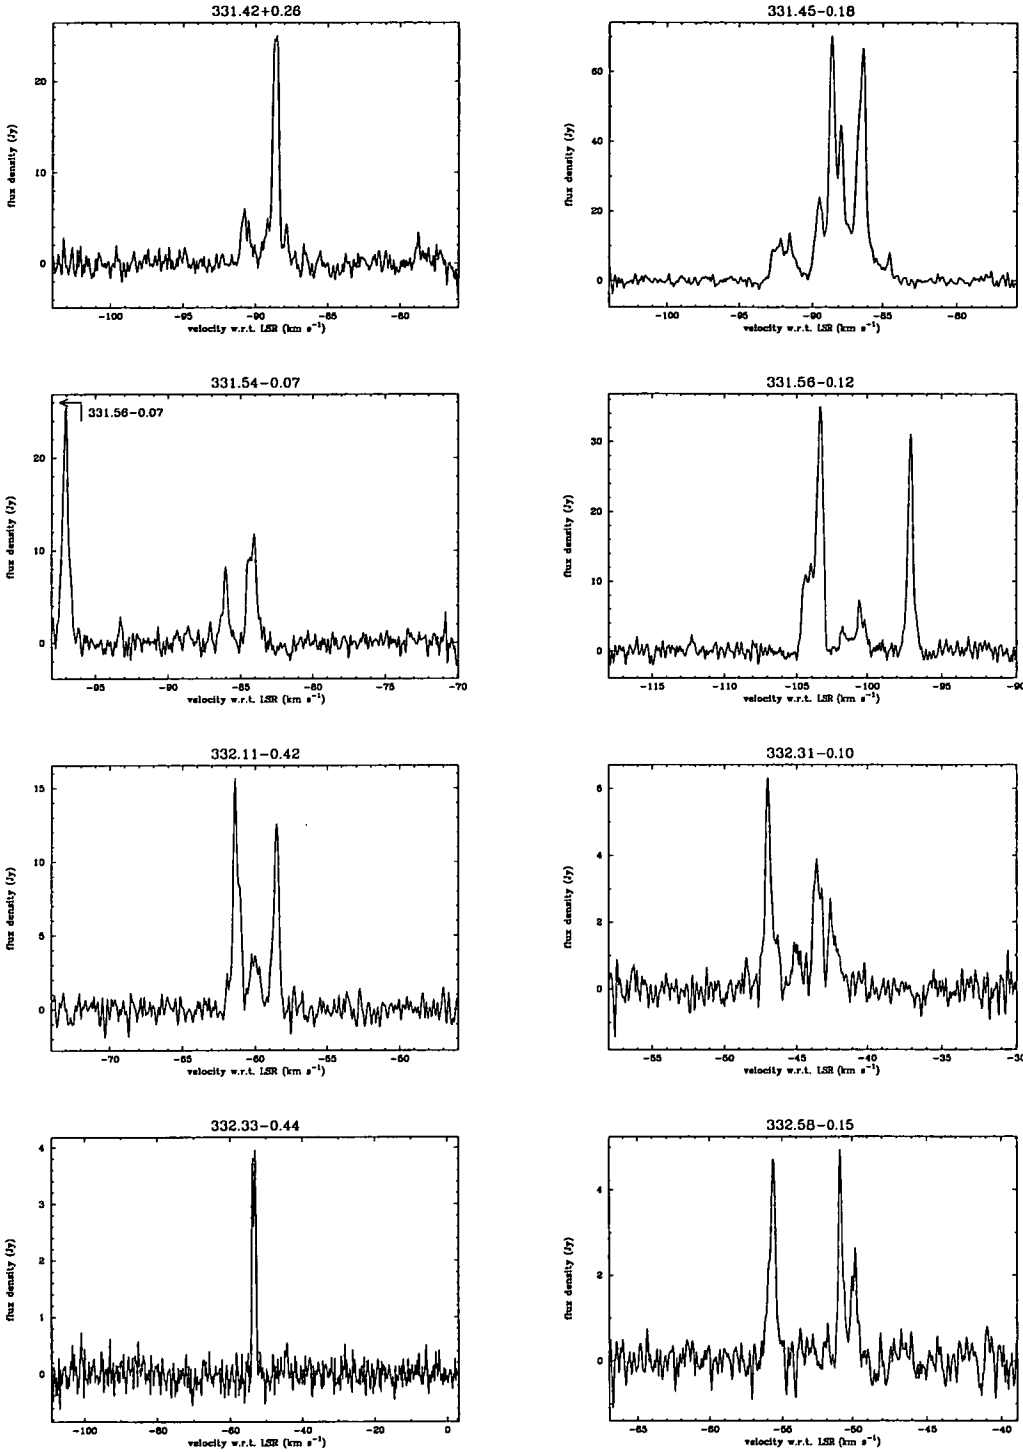 331.42+0.26
20
10
0
flux density (Jy)
-100 -95 -90 -85 -80
velocity w.r.t. LSR (km s⁻¹)
331.45-0.18
60
40
20
0
flux density (Jy)
-100 -95 -90 -85 -80
velocity w.r.t. LSR (km s⁻¹)
331.54-0.07
331.56-0.07
20
10
0
flux density (Jy)
-95 -90 -85 -80 -75 -70
velocity w.r.t. LSR (km s⁻¹)
331.56-0.12
30
20
10
0
flux density (Jy)
-115 -110 -105 -100 -95 -90
velocity w.r.t. LSR (km s⁻¹)
332.11-0.42
15
10
5
0
flux density (Jy)
-70 -65 -60 -55 -50
velocity w.r.t. LSR (km s⁻¹)
332.31-0.10
6
4
2
0
flux density (Jy)
-55 -50 -45 -40 -35 -30
velocity w.r.t. LSR (km s⁻¹)
332.33-0.44
4
3
2
1
0
flux density (Jy)
-100 -80 -60 -40 -20 0
velocity w.r.t. LSR (km s⁻¹)
332.58-0.15
4
2
0
flux density (Jy)
-65 -60 -55 -50 -45 -40
velocity w.r.t. LSR (km s⁻¹)